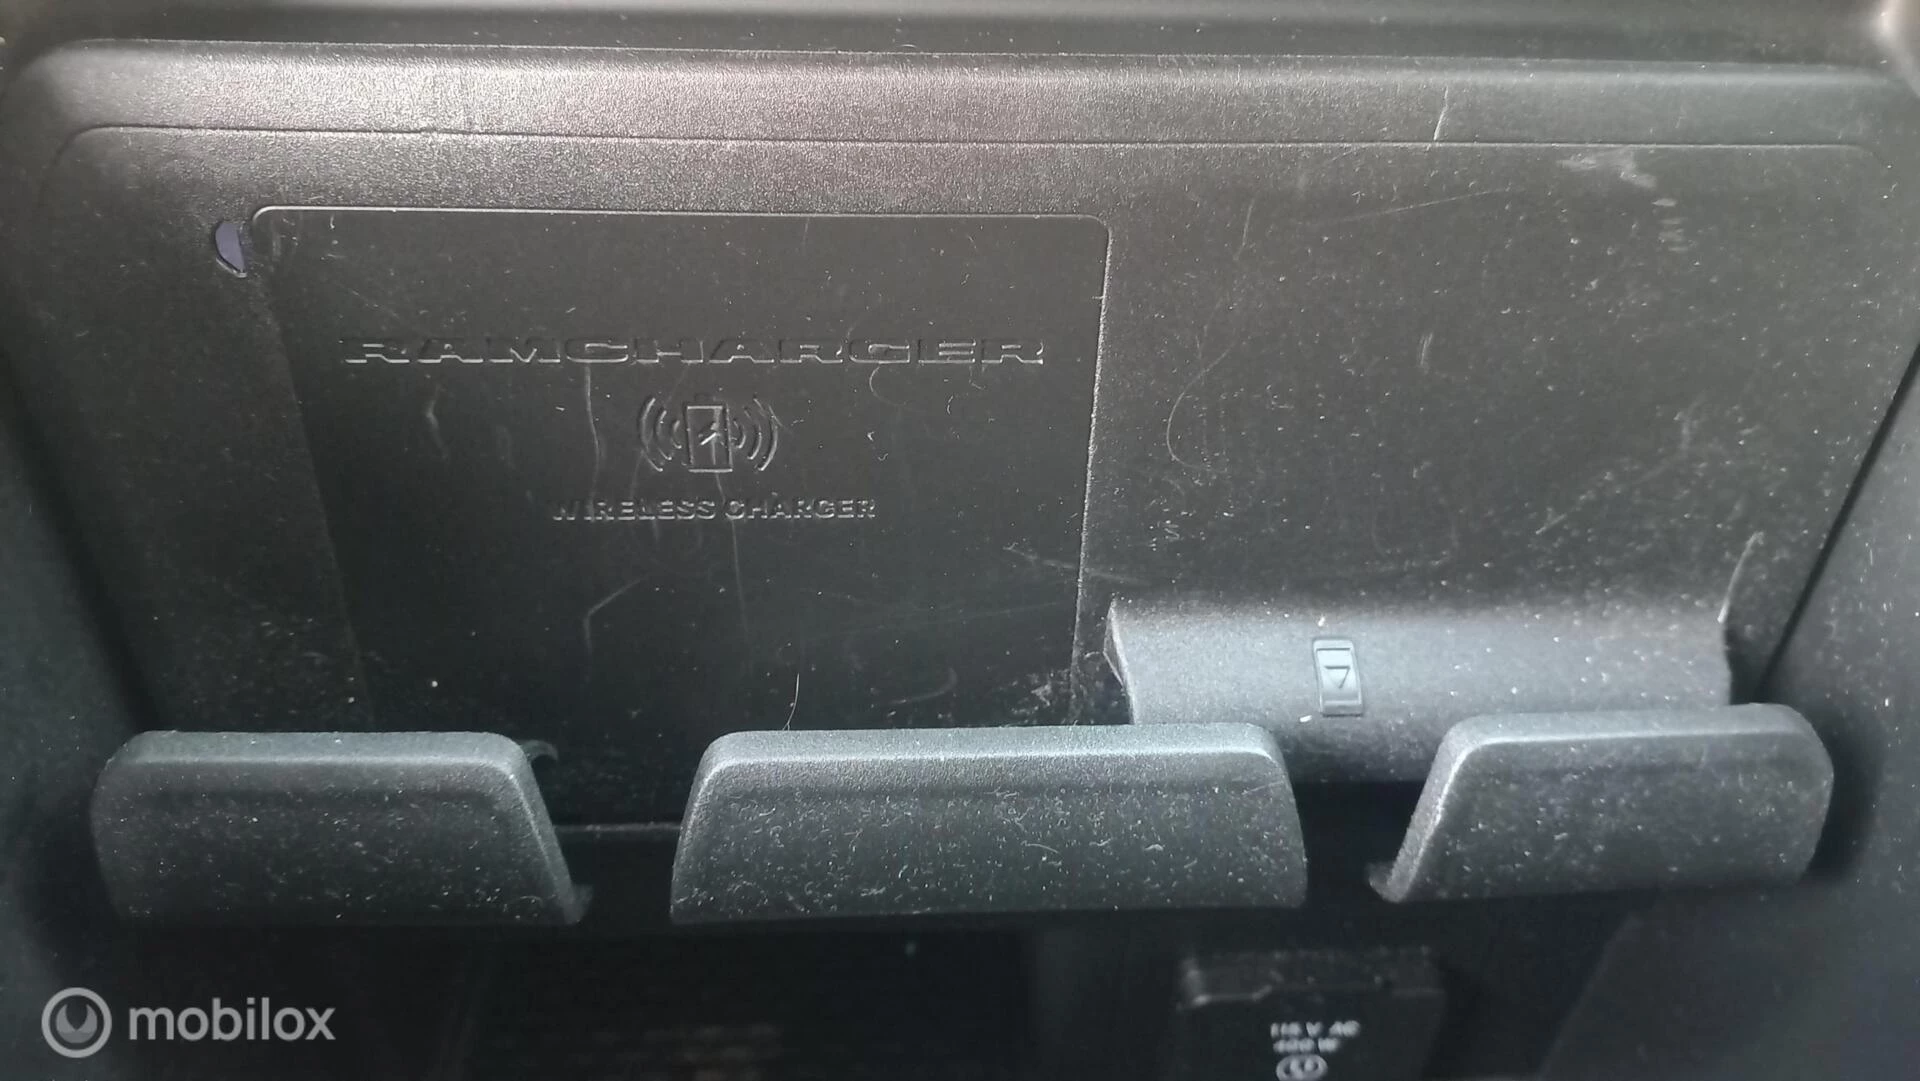 RAMCHARGER
WIRELESS CHARGER
115 V AC
400 W
mobilox